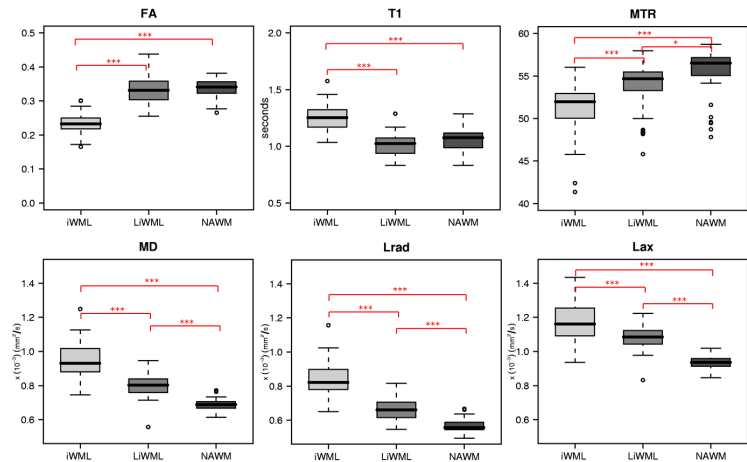 FA
T1
MTR
0.5
0.4
0.3
0.2
0.1
0.0
***
***
iWML
LiWML
NAWM
seconds
2.0
1.5
1.0
0.5
***
***
iWML
LiWML
NAWM
60
55
50
45
40
***
***
*
iWML
LiWML
NAWM
MD
Lrad
Lax
x (10⁻³) (mm²/s)
1.4
1.2
1.0
0.8
0.6
***
***
***
iWML
LiWML
NAWM
x (10⁻³) (mm²/s)
1.4
1.2
1.0
0.8
0.6
***
***
***
iWML
LiWML
NAWM
x (10⁻³) (mm²/s)
1.4
1.2
1.0
0.8
0.6
***
***
***
iWML
LiWML
NAWM